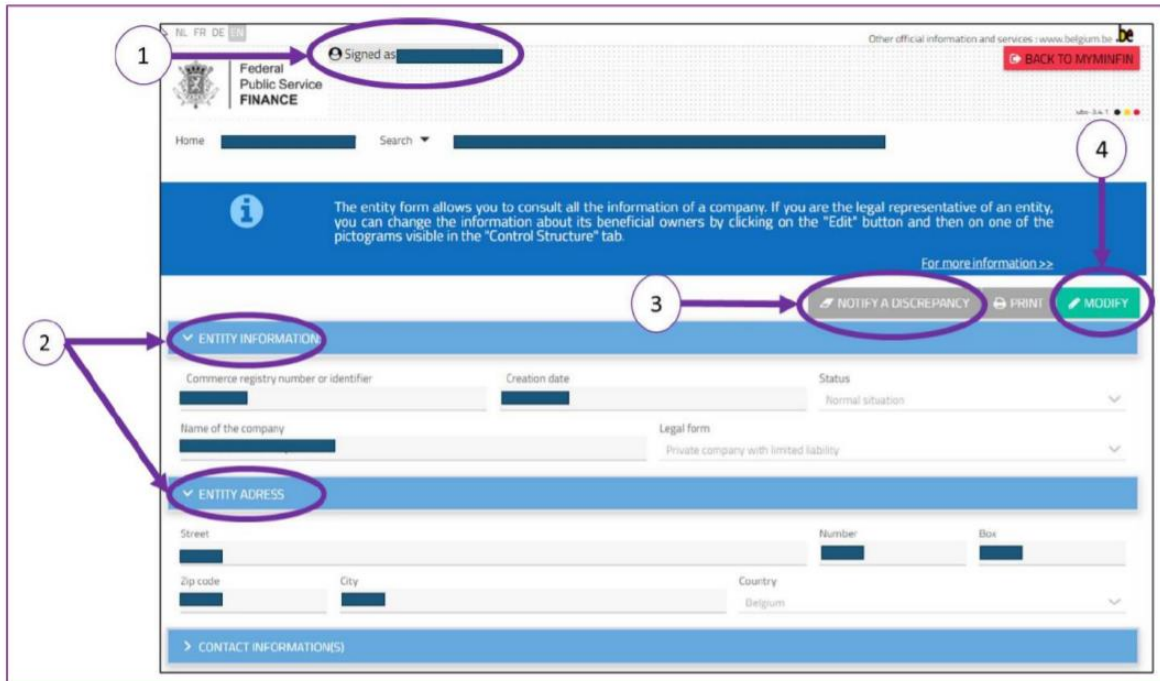 NL FR DE EN
Other official information and services : www.belgium.be .be
1
Signed as
BACK TO MYMINFIN
Federal
Public Service
FINANCE
Home Search
4
The entity form allows you to consult all the information of a company. If you are the legal representative of an entity,
you can change the information about its beneficial owners by clicking on the "Edit" button and then on one of the
pictograms visible in the "Control Structure" tab.
For more information >>
3
NOTIFY A DISCREPANCY PRINT MODIFY
2
ENTITY INFORMATION
Commerce registry number or identifier Creation date Status
Normal situation
Name of the company Legal form
Private company with limited liability
ENTITY ADRESS
Street Number Box
Zip code City Country
Belgium
CONTACT INFORMATION(S)